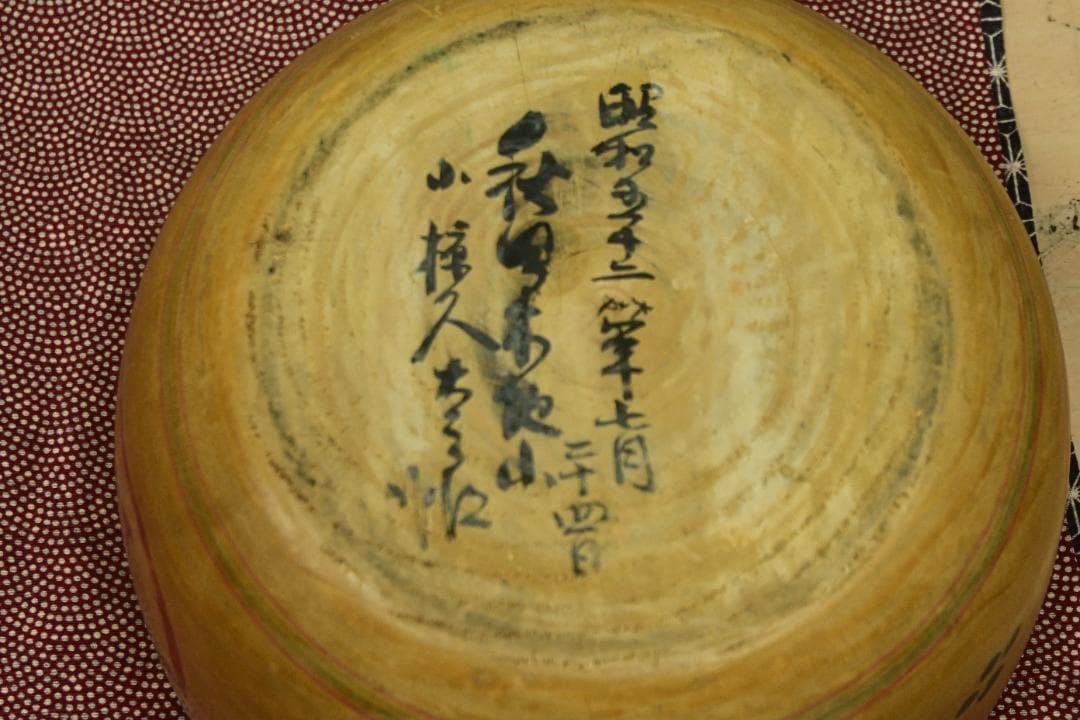 昭和五十二年七月
二十四日
秋田木地山
小椋久太郎